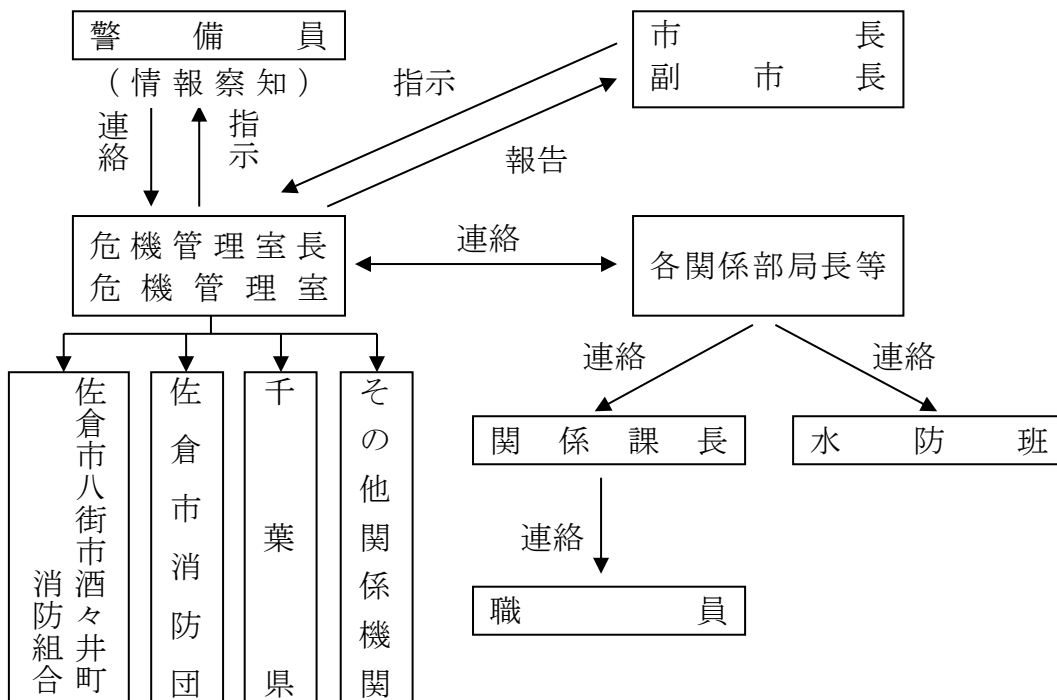 警備員
(情報察知)
連絡
指示
市長
副市長
指示
報告
危機管理室長
危機管理室
連絡
各関係部局長等
連絡
連絡
佐倉市八街市酒々井町
消防組合
佐倉市消防団
千葉県
その他関係機関
関係課長
水防班
連絡
職員